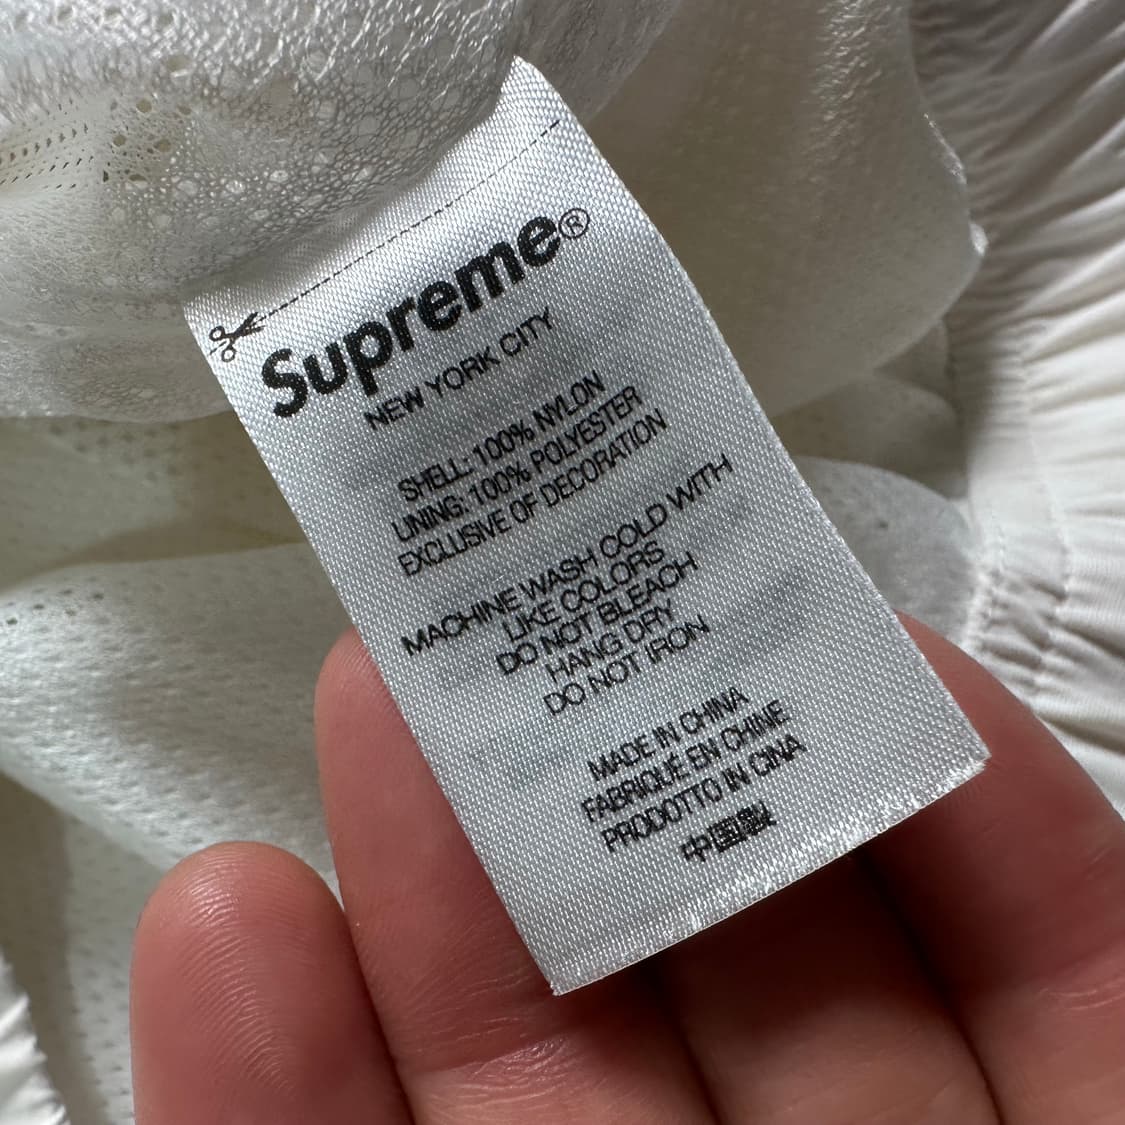 Supreme®
NEW YORK CITY
SHELL: 100% NYLON
LINING: 100% POLYESTER
EXCLUSIVE OF DECORATION
MACHINE WASH COLD WITH
LIKE COLORS
DO NOT BLEACH
HANG DRY
DO NOT IRON
MADE IN CHINA
FABRIQUÉ EN CHINE
PRODOTTO IN CINA
中国製